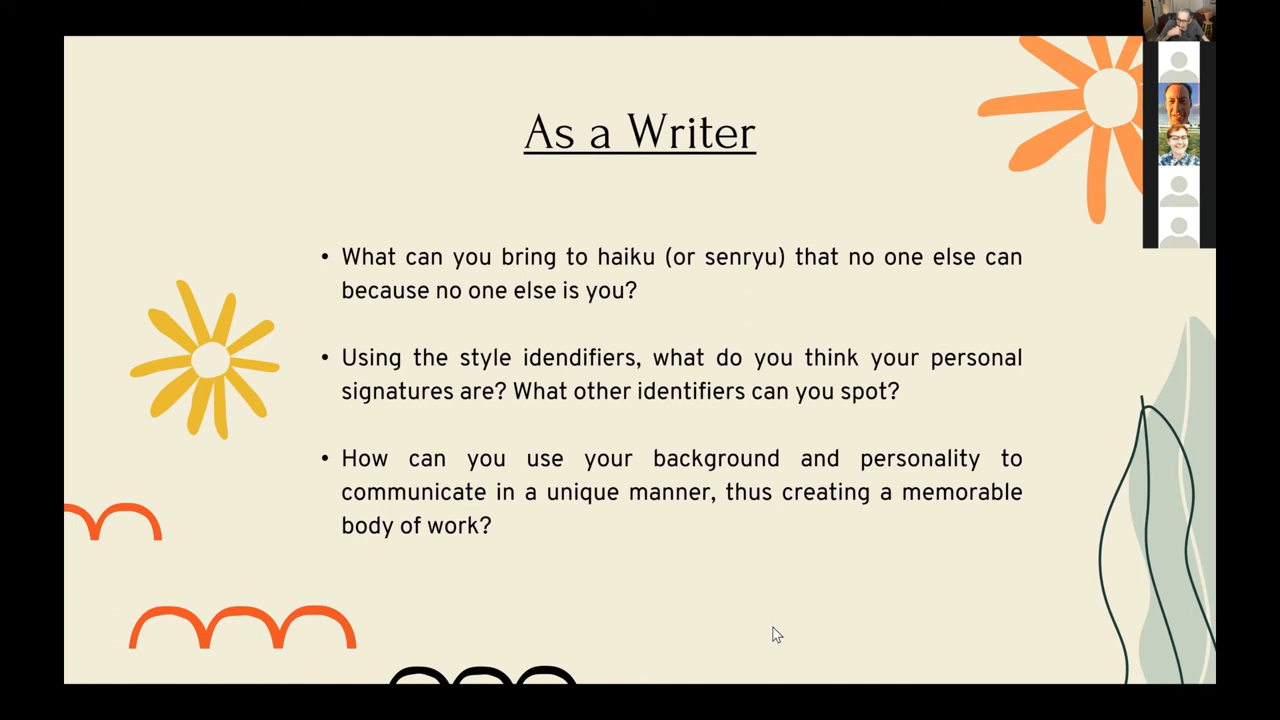 As a Writer
• What can you bring to haiku (or senryu) that no one else can
because no one else is you?
• Using the style idendifiers, what do you think your personal
signatures are? What other identifiers can you spot?
• How can you use your background and personality to
communicate in a unique manner, thus creating a memorable
body of work?